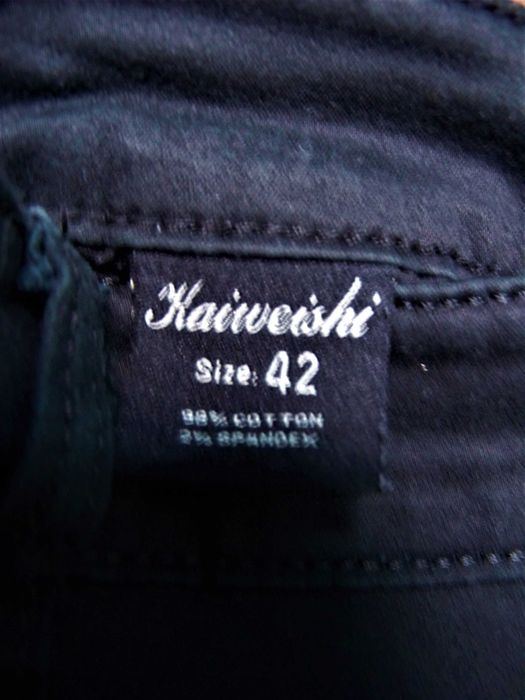 Kaiweishi
Size: 42
98% COTTON
2% SPANDEX